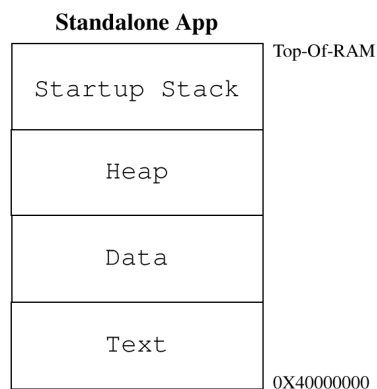 Standalone App
Top-Of-RAM
Startup Stack
Heap
Data
Text
0X40000000